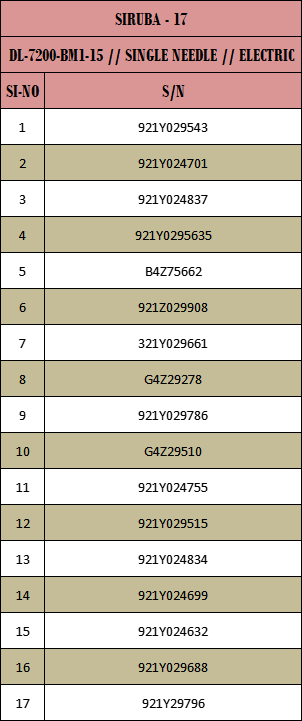 SIRUBA - 17
DL-7200-BM1-15 // SINGLE NEEDLE // ELECTRIC
SI-NO S/N
1 921Y029543
2 921Y024701
3 921Y024837
4 921Y0295635
5 B4Z75662
6 921Z029908
7 321Y029661
8 G4Z29278
9 921Y029786
10 G4Z29510
11 921Y024755
12 921Y029515
13 921Y024834
14 921Y024699
15 921Y024632
16 921Y029688
17 921Y29796